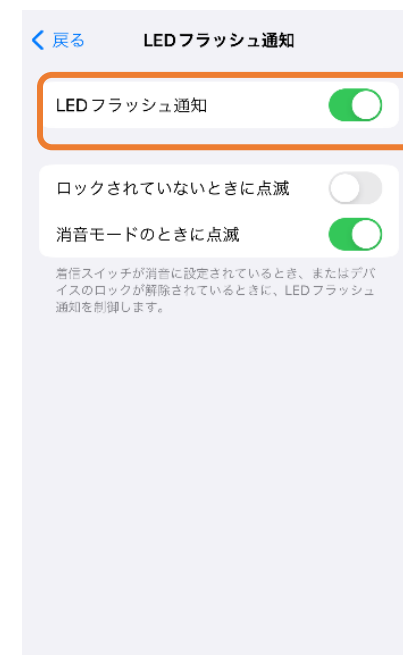 戻る LEDフラッシュ通知
LEDフラッシュ通知
ロックされていないときに点滅
消音モードのときに点滅
着信スイッチが消音に設定されているとき、またはデバ
イスのロックが解除されているときに、LEDフラッシュ
通知を制御します。